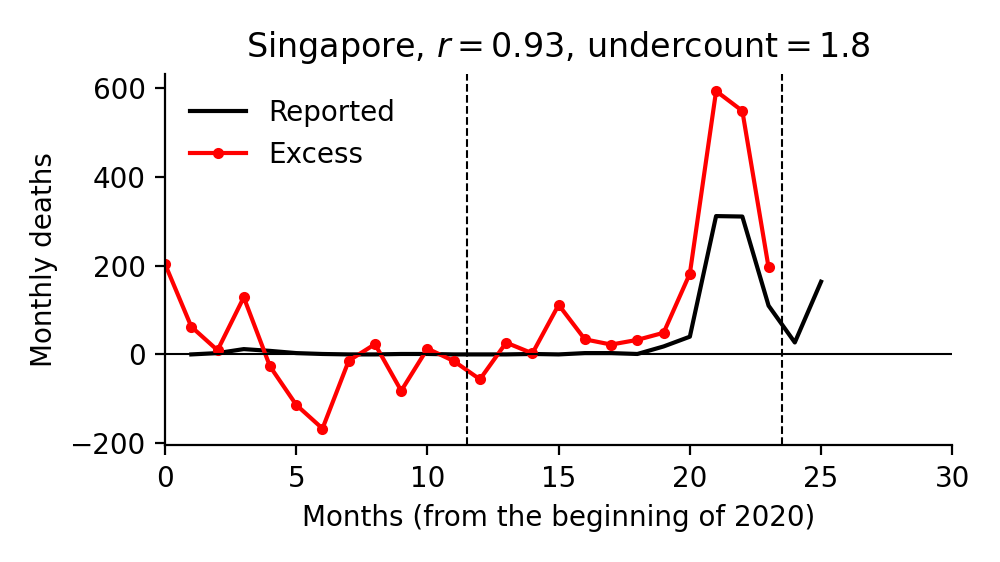 Singapore, r = 0.93, undercount = 1.8
Reported
Excess
Monthly deaths
600
400
200
0
−200
0 5 10 15 20 25 30
Months (from the beginning of 2020)